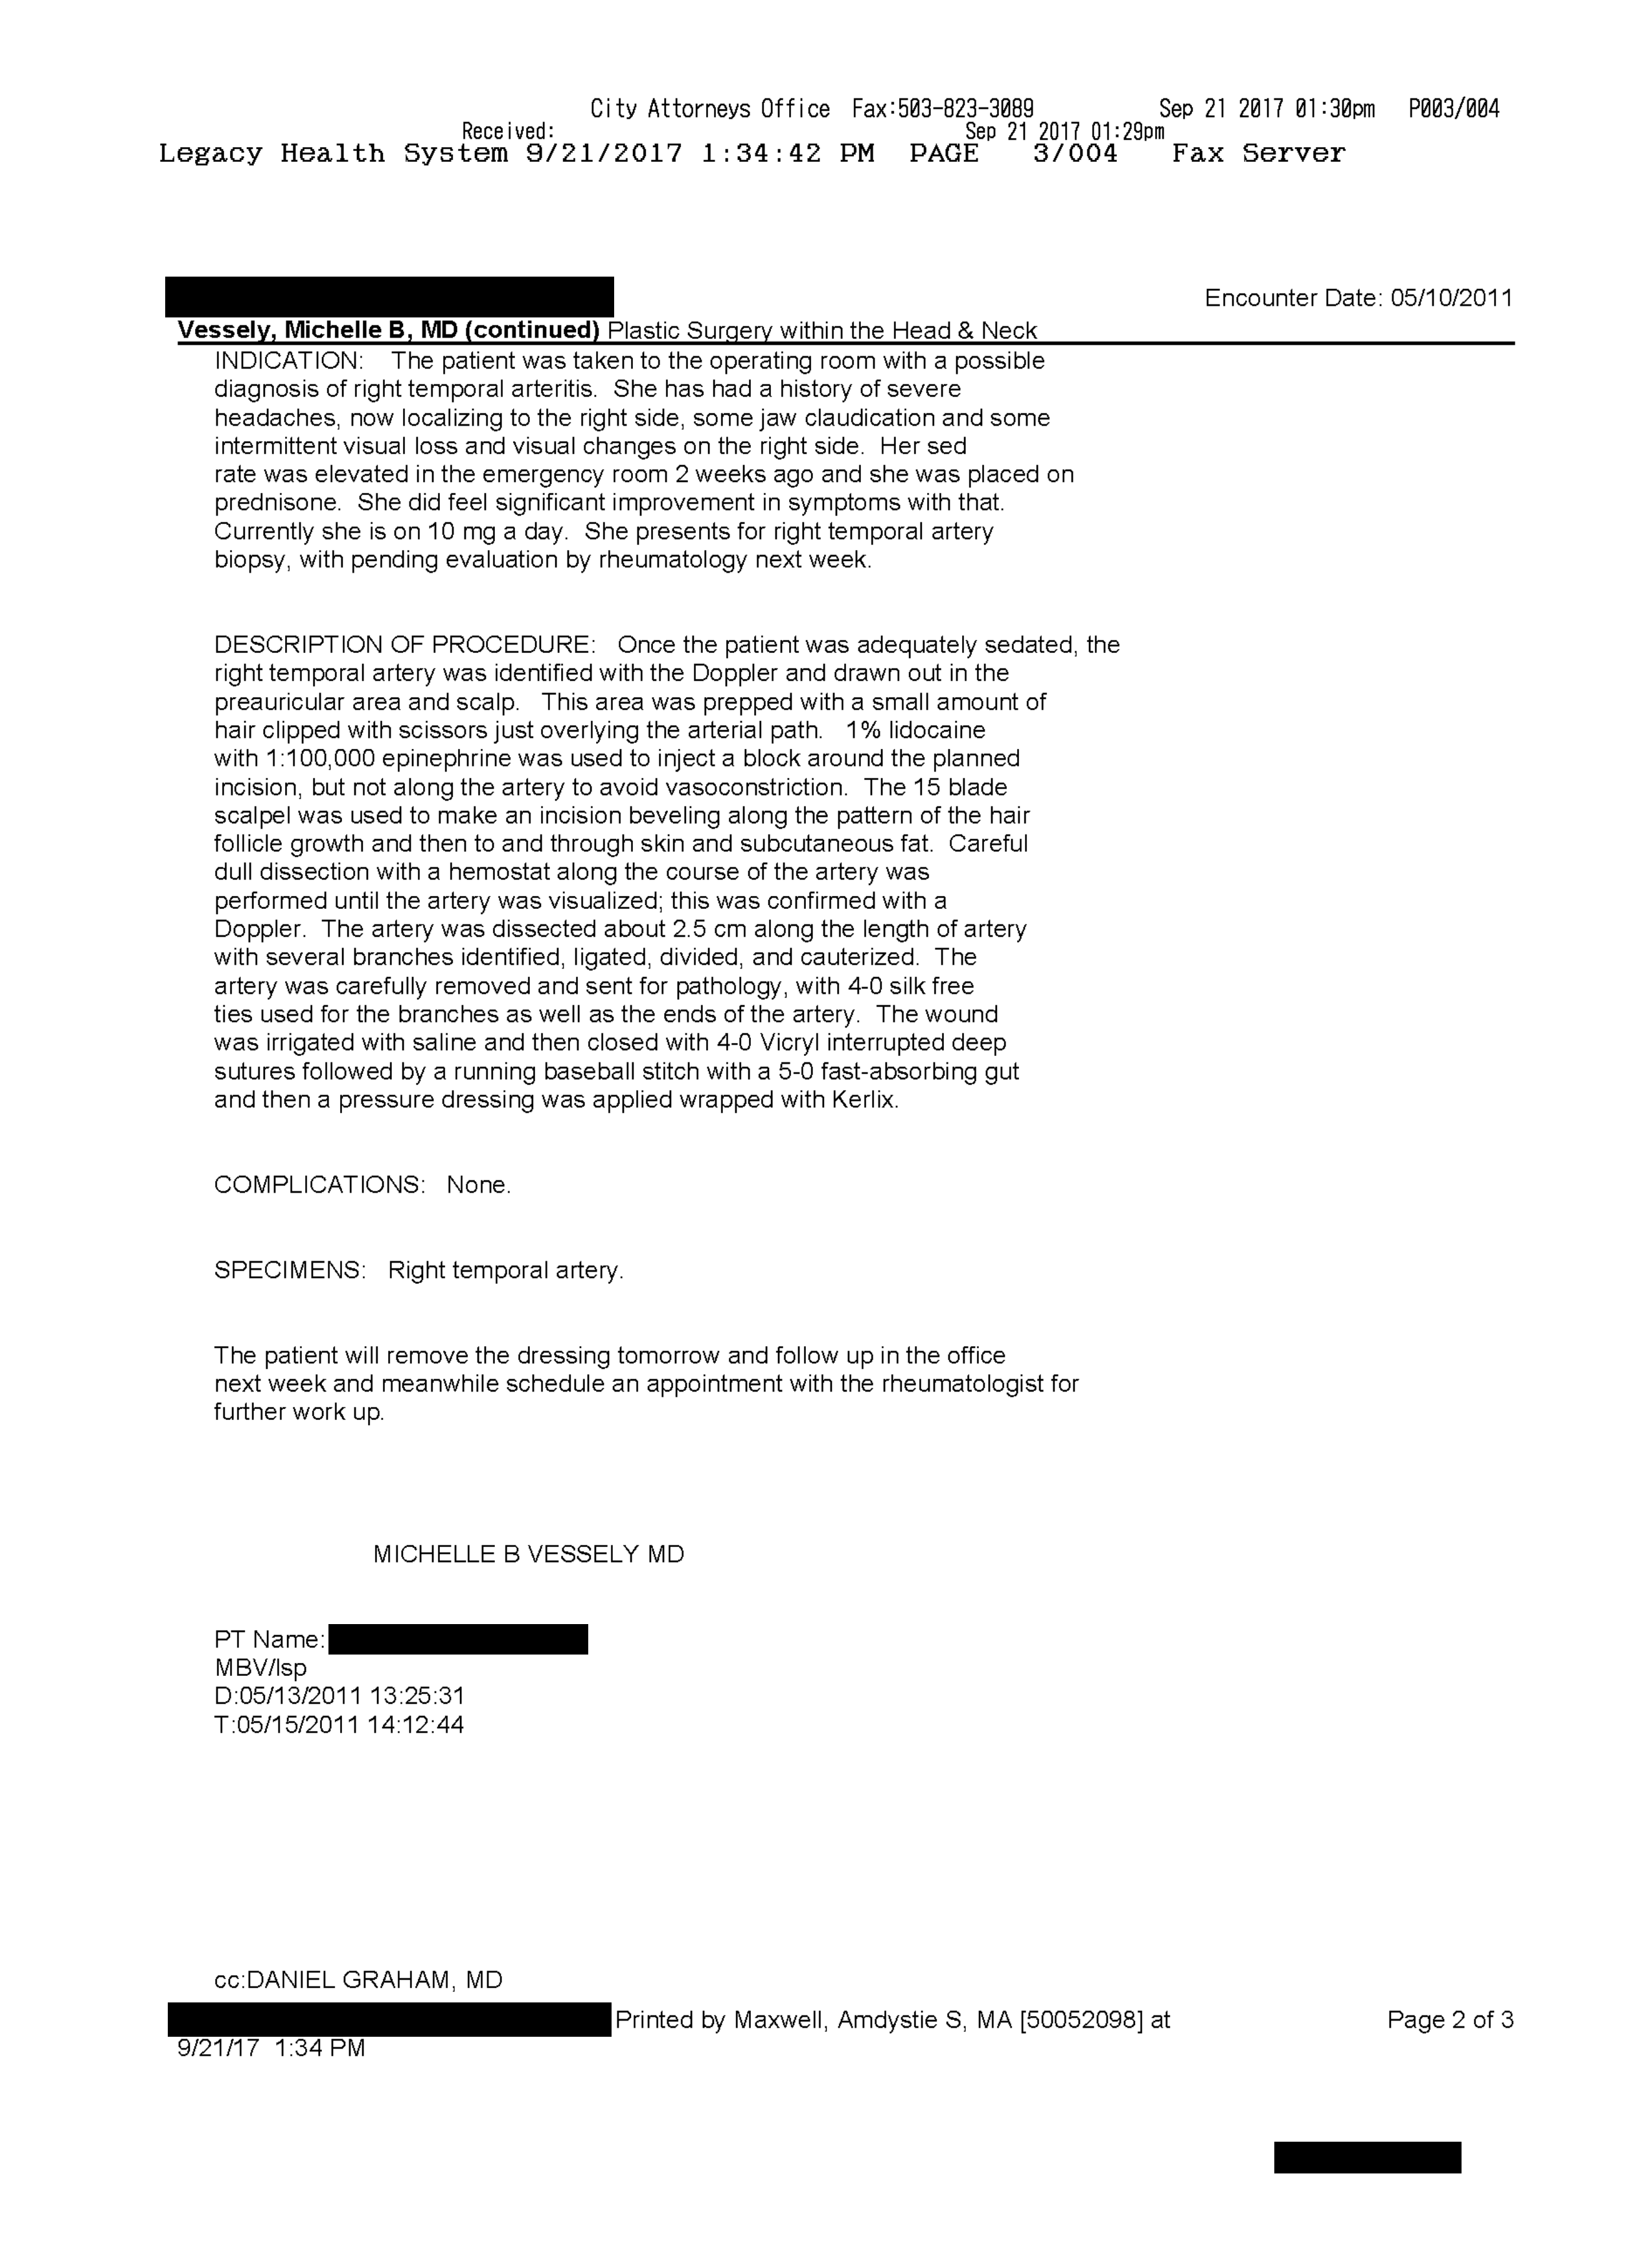 City Attorneys Office Fax:503-823-3089 Sep 21 2017 01:30pm P003/004
Received: Sep 21 2017 01:29pm
Legacy Health System 9/21/2017 1:34:42 PM PAGE 3/004 Fax Server
Encounter Date: 05/10/2011
Vessely, Michelle B, MD (continued) Plastic Surgery within the Head & Neck
INDICATION: The patient was taken to the operating room with a possible
diagnosis of right temporal arteritis. She has had a history of severe
headaches, now localizing to the right side, some jaw claudication and some
intermittent visual loss and visual changes on the right side. Her sed
rate was elevated in the emergency room 2 weeks ago and she was placed on
prednisone. She did feel significant improvement in symptoms with that.
Currently she is on 10 mg a day. She presents for right temporal artery
biopsy, with pending evaluation by rheumatology next week.
DESCRIPTION OF PROCEDURE: Once the patient was adequately sedated, the
right temporal artery was identified with the Doppler and drawn out in the
preauricular area and scalp. This area was prepped with a small amount of
hair clipped with scissors just overlying the arterial path. 1% lidocaine
with 1:100,000 epinephrine was used to inject a block around the planned
incision, but not along the artery to avoid vasoconstriction. The 15 blade
scalpel was used to make an incision beveling along the pattern of the hair
follicle growth and then to and through skin and subcutaneous fat. Careful
dull dissection with a hemostat along the course of the artery was
performed until the artery was visualized; this was confirmed with a
Doppler. The artery was dissected about 2.5 cm along the length of artery
with several branches identified, ligated, divided, and cauterized. The
artery was carefully removed and sent for pathology, with 4-0 silk free
ties used for the branches as well as the ends of the artery. The wound
was irrigated with saline and then closed with 4-0 Vicryl interrupted deep
sutures followed by a running baseball stitch with a 5-0 fast-absorbing gut
and then a pressure dressing was applied wrapped with Kerlix.
COMPLICATIONS: None.
SPECIMENS: Right temporal artery.
The patient will remove the dressing tomorrow and follow up in the office
next week and meanwhile schedule an appointment with the rheumatologist for
further work up.
MICHELLE B VESSELY MD
PT Name:
MBV/lsp
D:05/13/2011 13:25:31
T:05/15/2011 14:12:44
cc:DANIEL GRAHAM, MD
Printed by Maxwell, Amdystie S, MA [50052098] at Page 2 of 3
9/21/17 1:34 PM